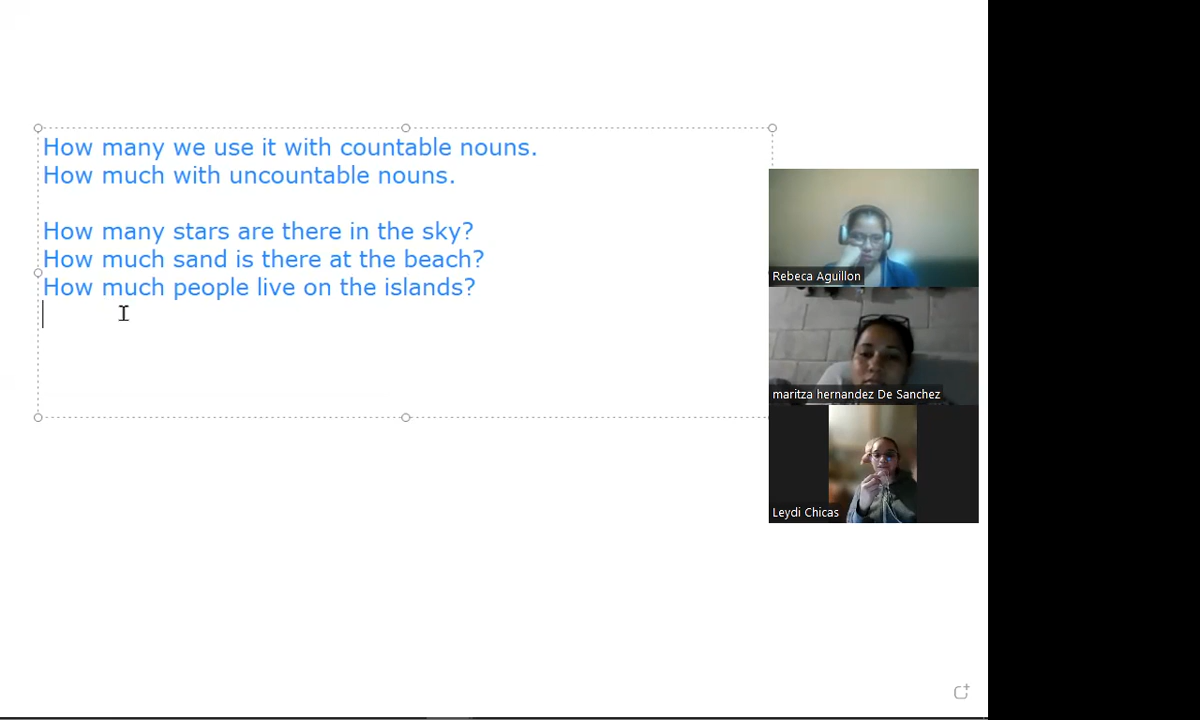 How many we use it with countable nouns.
How much with uncountable nouns.
How many stars are there in the sky?
How much sand is there at the beach?
How much people live on the islands?
Rebeca Aguillon
maritza hernandez De Sanchez
Leydi Chicas